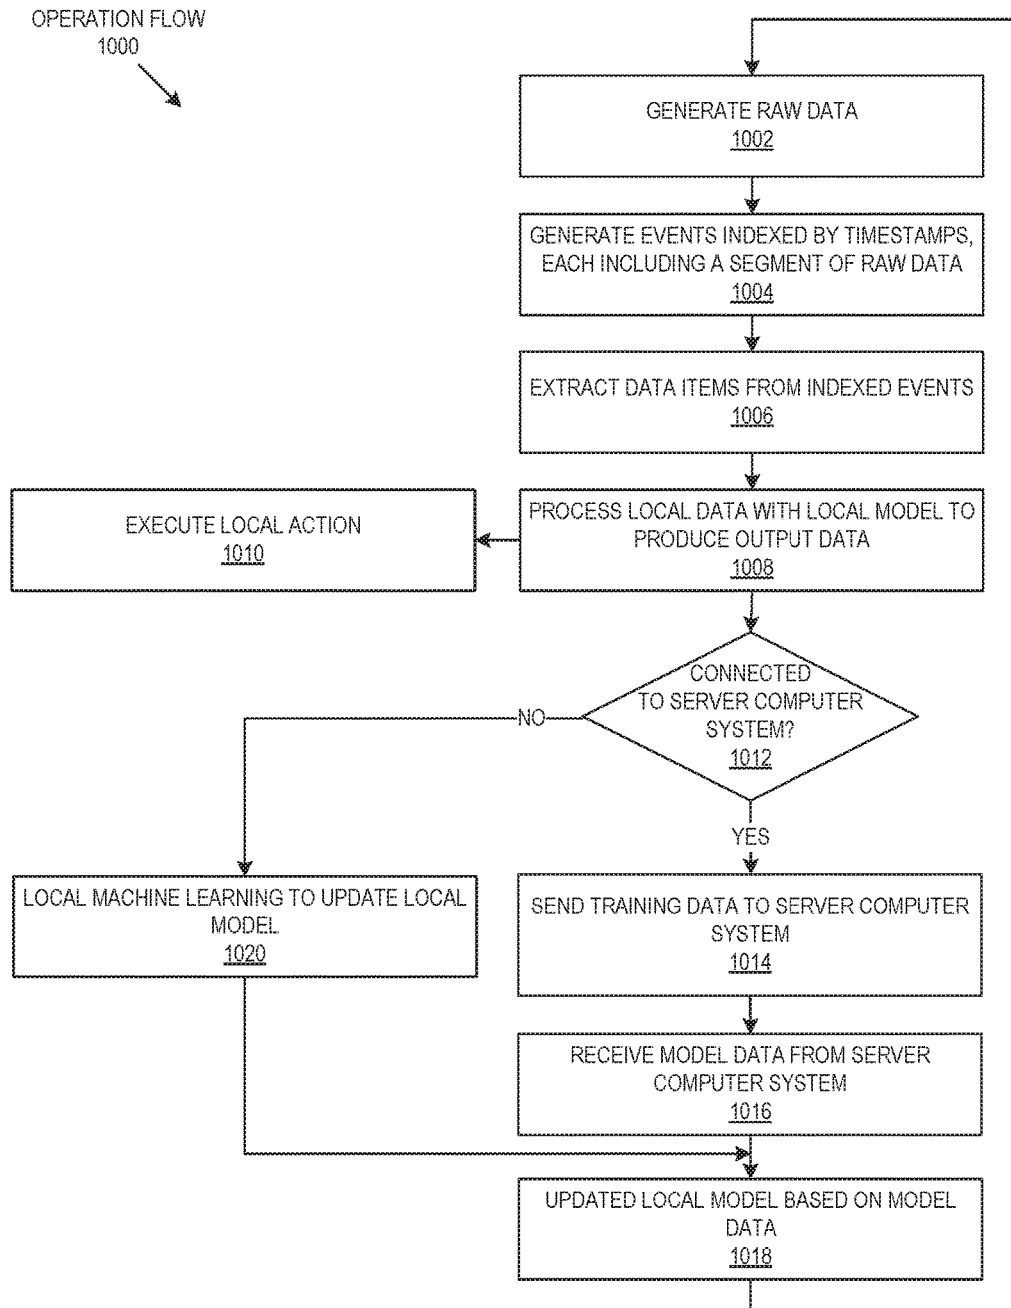 OPERATION FLOW
1000
GENERATE RAW DATA
1002
GENERATE EVENTS INDEXED BY TIMESTAMPS,
EACH INCLUDING A SEGMENT OF RAW DATA
1004
EXTRACT DATA ITEMS FROM INDEXED EVENTS
1006
PROCESS LOCAL DATA WITH LOCAL MODEL TO
PRODUCE OUTPUT DATA
1008
EXECUTE LOCAL ACTION
1010
CONNECTED
TO SERVER COMPUTER
SYSTEM?
1012
NO
YES
LOCAL MACHINE LEARNING TO UPDATE LOCAL
MODEL
1020
SEND TRAINING DATA TO SERVER COMPUTER
SYSTEM
1014
RECEIVE MODEL DATA FROM SERVER
COMPUTER SYSTEM
1016
UPDATED LOCAL MODEL BASED ON MODEL
DATA
1018